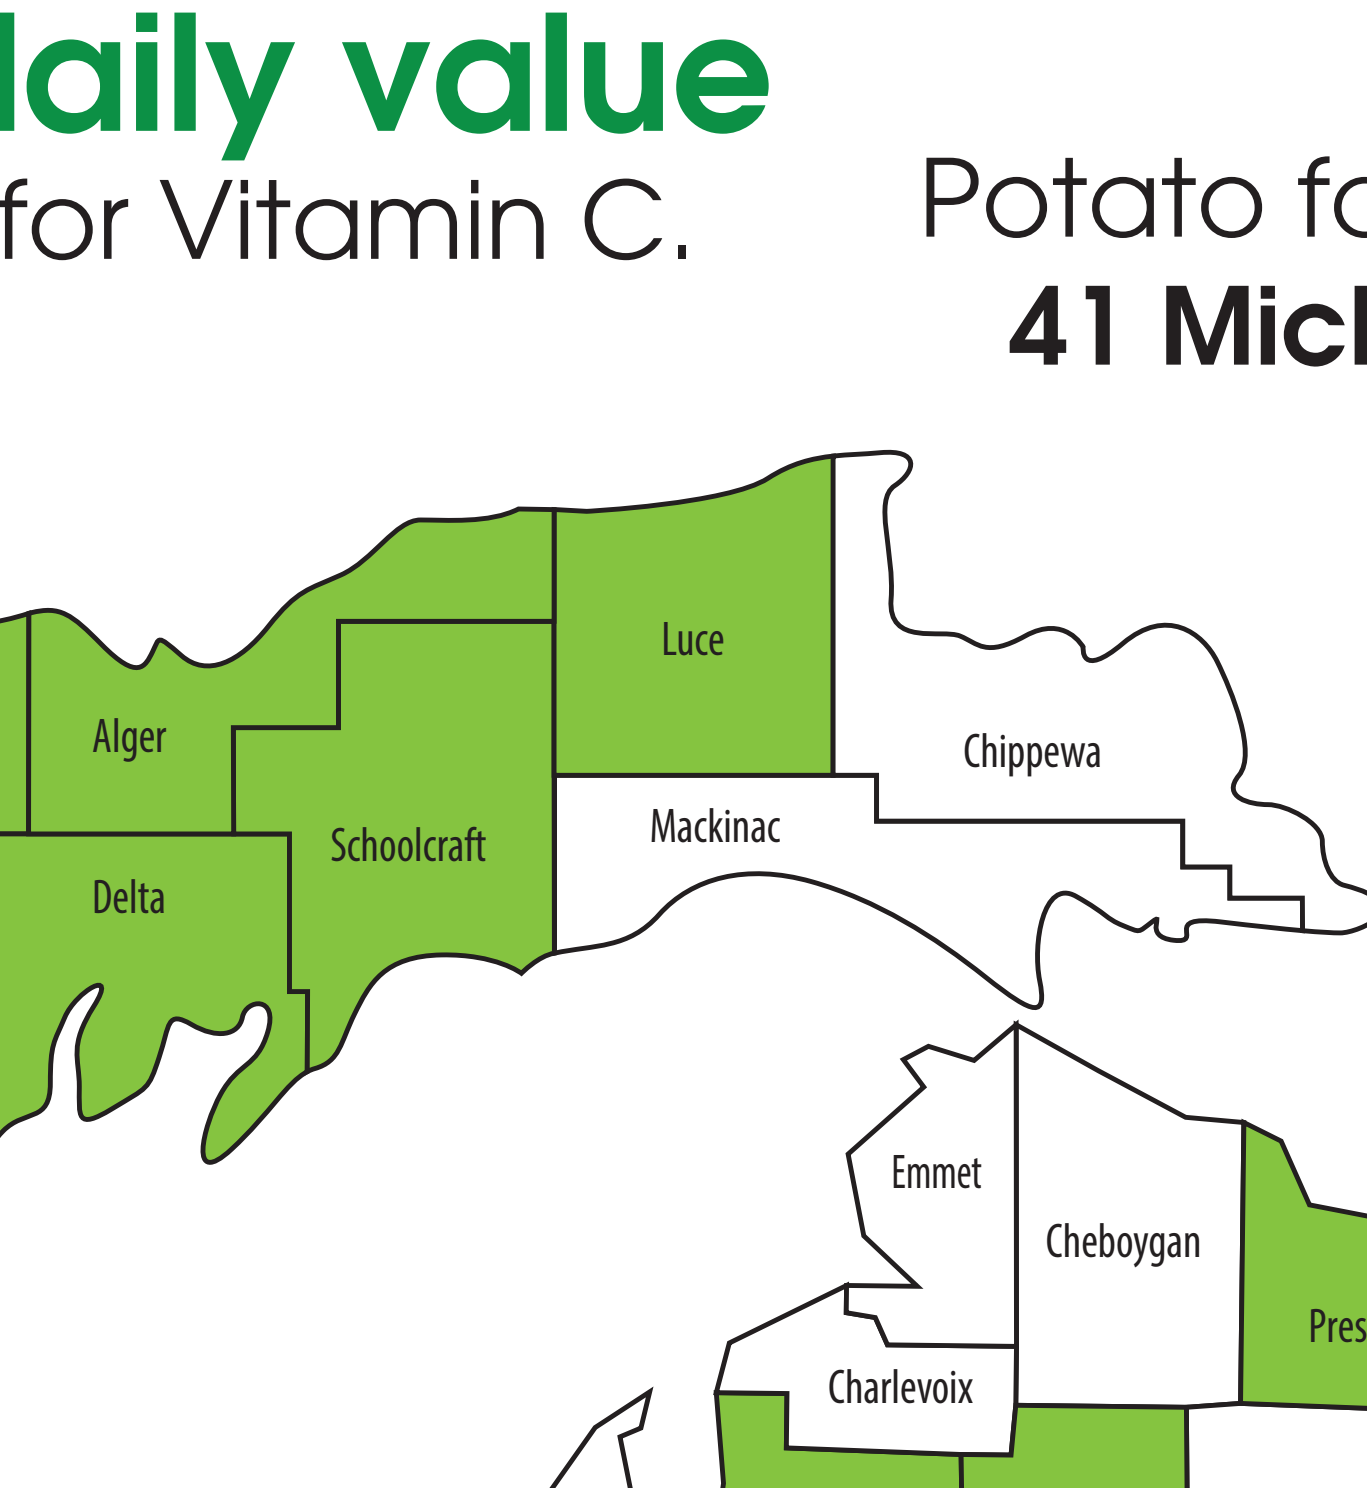 daily value
for Vitamin C.
Potato fa
41 Mich
Luce
Alger
Chippewa
Mackinac
Schoolcraft
Delta
Emmet
Cheboygan
Pres
Charlevoix